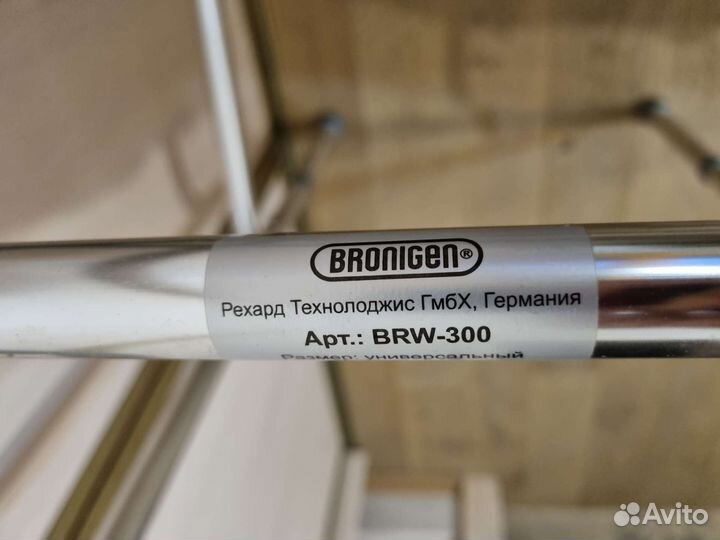 BRONIGEN®
Рехард Технолоджис ГмбХ, Германия
Арт.: BRW-300
Размер: универсальный
Avito